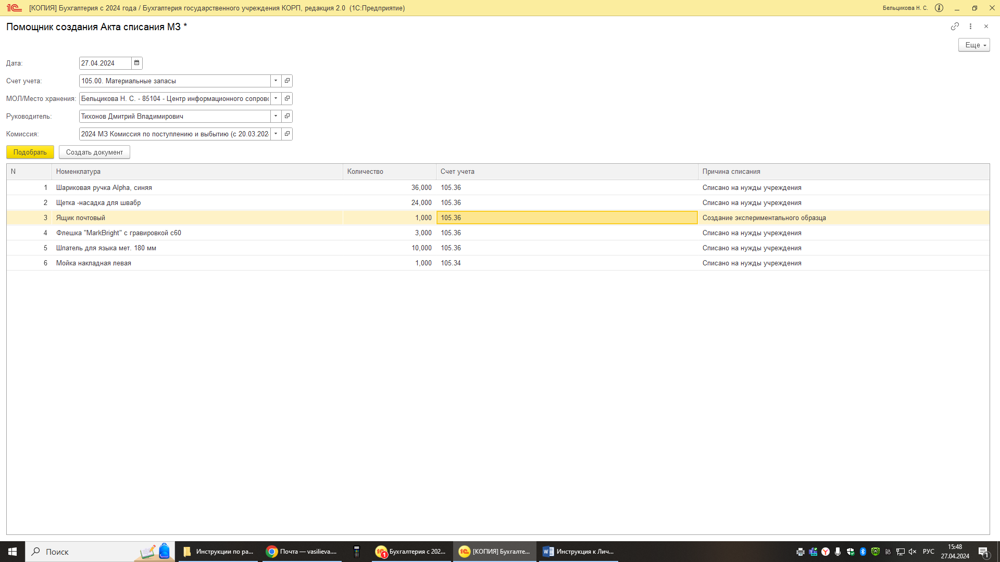 [КОПИЯ] Бухгалтерия с 2024 года / Бухгалтерия государственного учреждения КОРП, редакция 2.0 (1С:Предприятие)
Бельцикова Н. С.
Помощник создания Акта списания МЗ *
Еще
Дата: 27.04.2024
Счет учета: 105.00. Материальные запасы
МОЛ/Место хранения: Бельцикова Н. С. - 85104 - Центр информационного сопрово
Руководитель: Тихонов Дмитрий Владимирович
Комиссия: 2024 МЗ Комиссия по поступлению и выбытию (с 20.03.202
Подобрать Создать документ
N Номенклатура Количество Счет учета Причина списания
1 Шариковая ручка Alpha, синяя 36,000 105.36 Списано на нужды учреждения
2 Щетка -насадка для швабр 24,000 105.36 Списано на нужды учреждения
3 Ящик почтовый 1,000 105.36 Создание экспериментального образца
4 Флешка "MarkBright" с гравировкой с60 3,000 105.36 Списано на нужды учреждения
5 Шпатель для языка мет. 180 мм 10,000 105.36 Списано на нужды учреждения
6 Мойка накладная левая 1,000 105.34 Списано на нужды учреждения
Поиск
Инструкции по ра...
Почта — vasilieva....
1
Бухгалтерия с 202...
[КОПИЯ] Бухгалте...
Инструкция к Лич...
РУС
15:48
27.04.2024
1